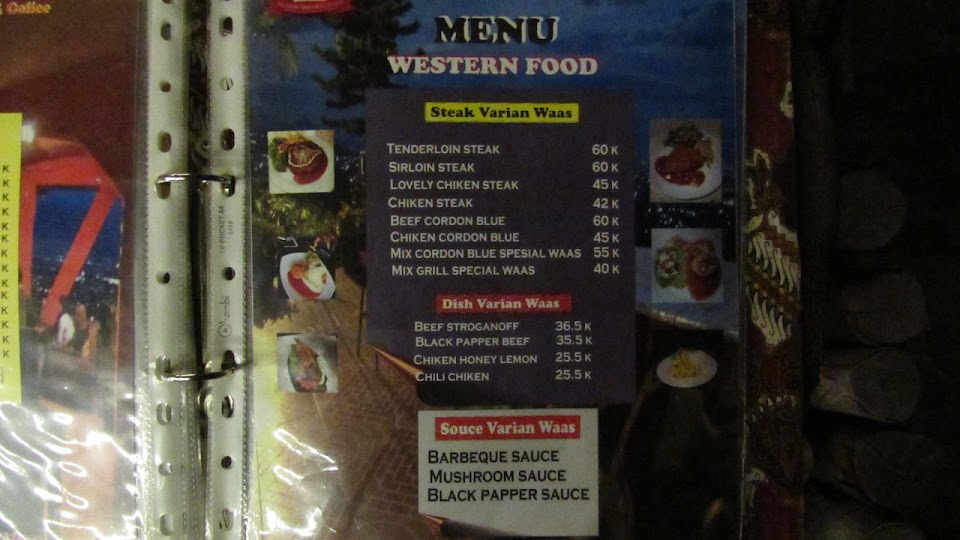 & Coffee
MENU
WESTERN FOOD
Steak Varian Waas
TENDERLOIN STEAK 60 K
SIRLOIN STEAK 60 K
LOVELY CHIKEN STEAK 45 K
CHIKEN STEAK 42 K
BEEF CORDON BLUE 60 K
CHIKEN CORDON BLUE 45 K
MIX CORDON BLUE SPESIAL WAAS 55 K
MIX GRILL SPECIAL WAAS 40 K
Dish Varian Waas
BEEF STROGANOFF 36.5 K
BLACK PAPPER BEEF 35.5 K
CHIKEN HONEY LEMON 25.5 K
CHILI CHIKEN 25.5 K
Souce Varian Waas
BARBEQUE SAUCE
MUSHROOM SAUCE
BLACK PAPPER SAUCE
K
K
K
K
K
K
K
K
K
K
K
K
K